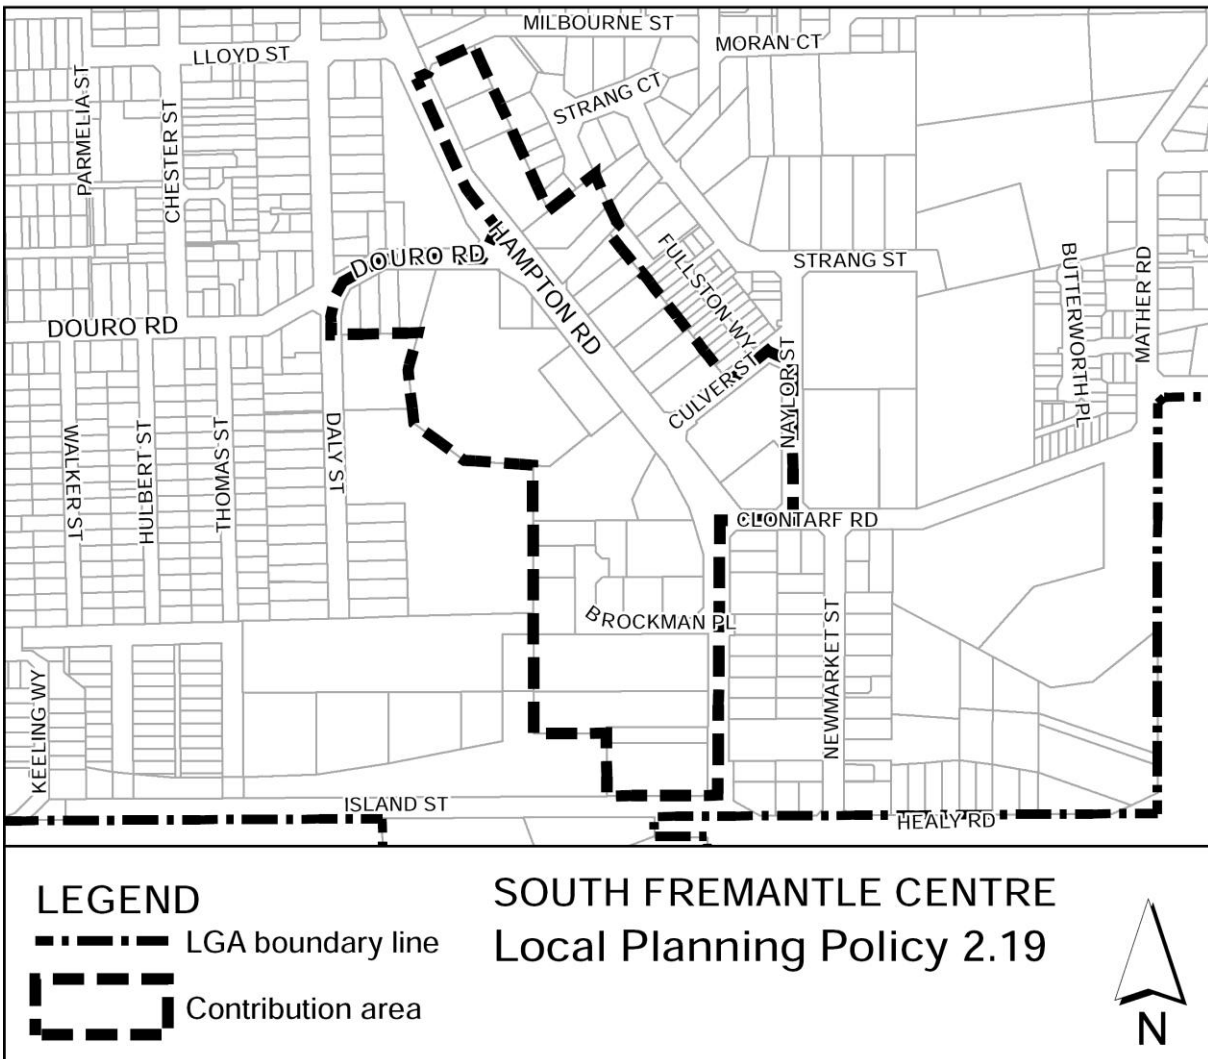 MILBOURNE ST
MORAN CT
LLOYD ST
PARMELIA ST
CHESTER ST
STRANG CT
HAMPTON RD
DOURO RD
FULLSTON WY
STRANG ST
BUTTERWORTH PL
MATHER RD
DOURO RD
CULVER ST
NAYLOR ST
WALKER ST
HULBERT ST
THOMAS ST
DALY ST
CLONTARF RD
BROCKMAN PL
NEWMARKET ST
KEELING WY
ISLAND ST
HEALY RD
LEGEND
LGA boundary line
Contribution area
SOUTH FREMANTLE CENTRE
Local Planning Policy 2.19
N